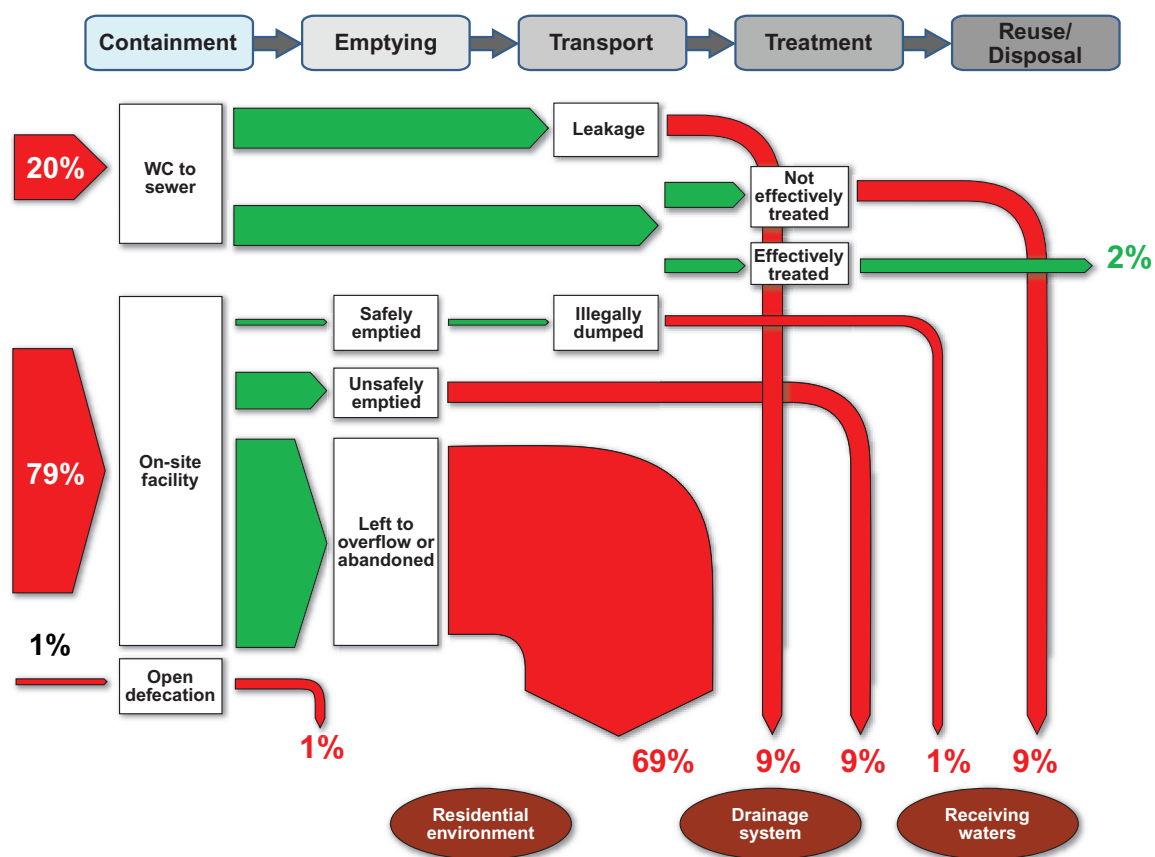 Containment
Emptying
Transport
Treatment
Reuse/
Disposal
20%
WC to
sewer
Leakage
Not
effectively
treated
Effectively
treated
2%
79%
On-site
facility
Safely
emptied
Illegally
dumped
Unsafely
emptied
Left to
overflow or
abandoned
1%
Open
defecation
1%
69%
9%
9%
1%
9%
Residential
environment
Drainage
system
Receiving
waters